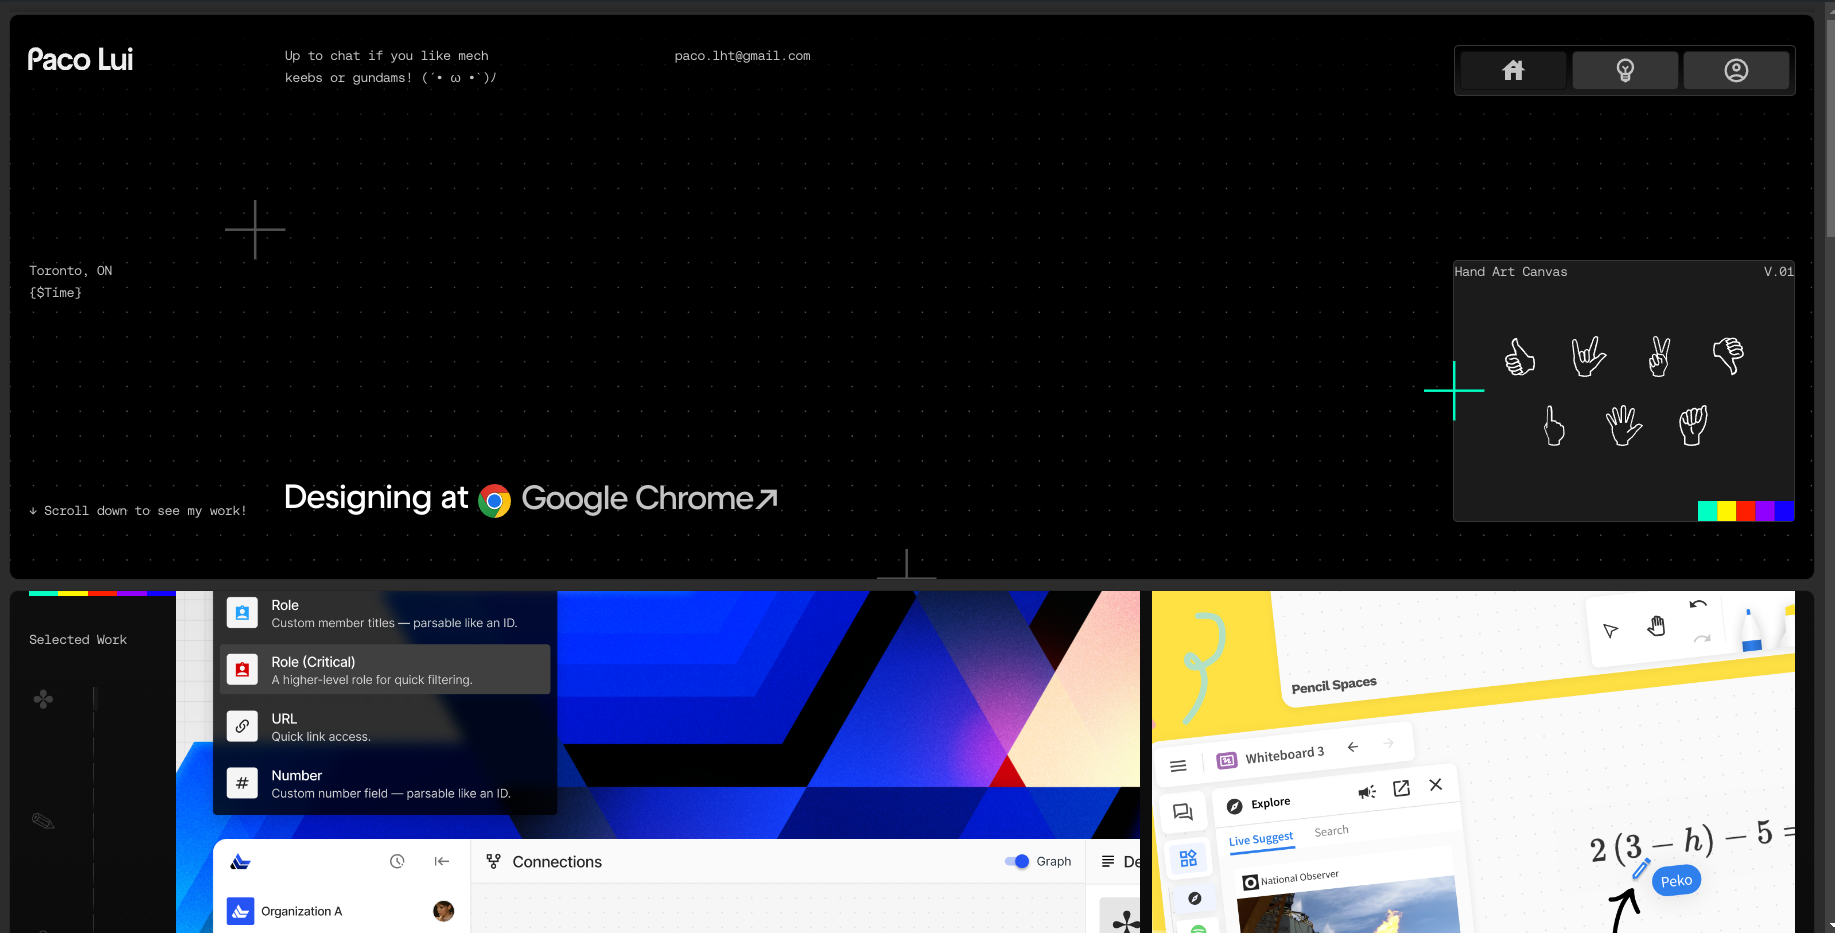 Paco Lui
Up to chat if you like mech
keebs or gundams! (´• ω •`)ﾉ
paco.lht@gmail.com
Toronto, ON
{$Time}
Hand Art Canvas
V.01
↓ Scroll down to see my work!
Designing at Google Chrome↗
Selected Work
Role
Custom member titles — parsable like an ID.
Role (Critical)
A higher-level role for quick filtering.
URL
Quick link access.
Number
Custom number field — parsable like an ID.
Connections
Graph
De
Organization A
Pencil Spaces
Whiteboard 3
Explore
Live Suggest
Search
National Observer
2(3 − h) − 5 =
Peko